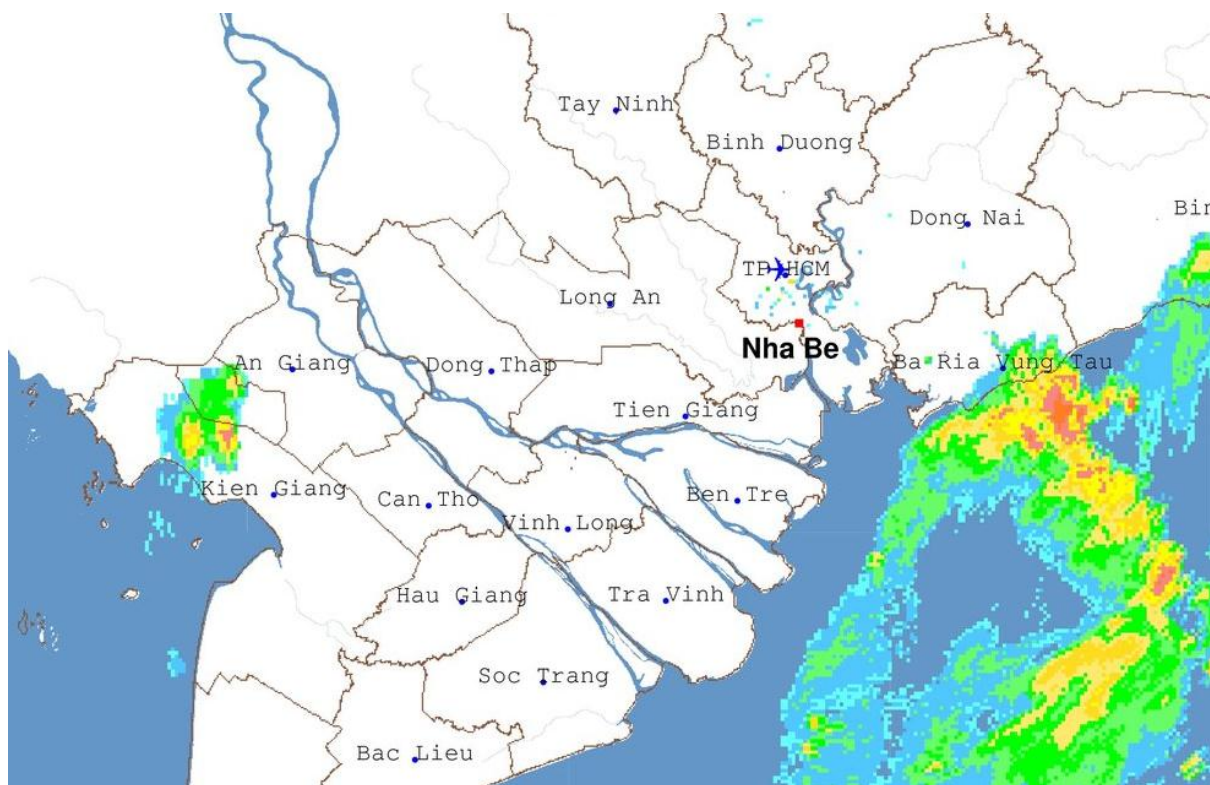 Tay Ninh
Binh Duong
Dong Nai
Bin
TP HCM
Long An
Nha Be
An Giang
Dong Thap
Ba Ria Vung Tau
Tien Giang
Kien Giang
Can Tho
Ben Tre
Vinh Long
Hau Giang
Tra Vinh
Soc Trang
Bac Lieu